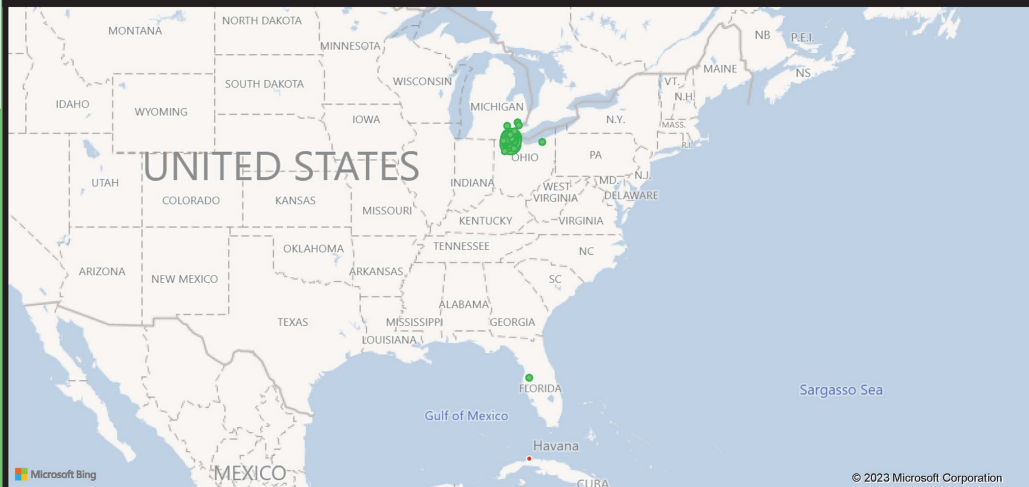 NORTH DAKOTA
MONTANA
MINNESOTA
NB
P.E.I.
MAINE
NS
SOUTH DAKOTA
WISCONSIN
VT.
N.H.
IDAHO
WYOMING
MICHIGAN
IOWA
N.Y.
MASS.
R.I.
UNITED STATES
OHIO
PA
UTAH
INDIANA
MD
N.J.
COLORADO
KANSAS
MISSOURI
WEST
VIRGINIA
DELAWARE
KENTUCKY
VIRGINIA
OKLAHOMA
TENNESSEE
NC
ARIZONA
NEW MEXICO
ARKANSAS
SC
ALABAMA
TEXAS
MISSISSIPPI
GEORGIA
LOUISIANA
FLORIDA
Sargasso Sea
Gulf of Mexico
Havana
Microsoft Bing
MEXICO
CUBA
© 2023 Microsoft Corporation